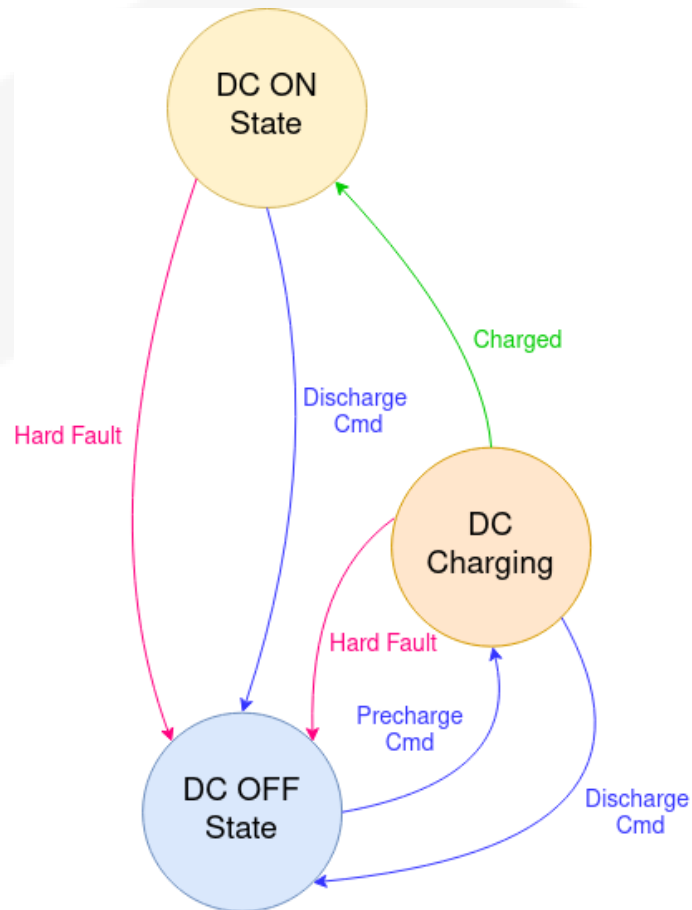 DC ON
State
Charged
Discharge
Cmd
Hard Fault
DC
Charging
Hard Fault
Precharge
Cmd
DC OFF
State
Discharge
Cmd